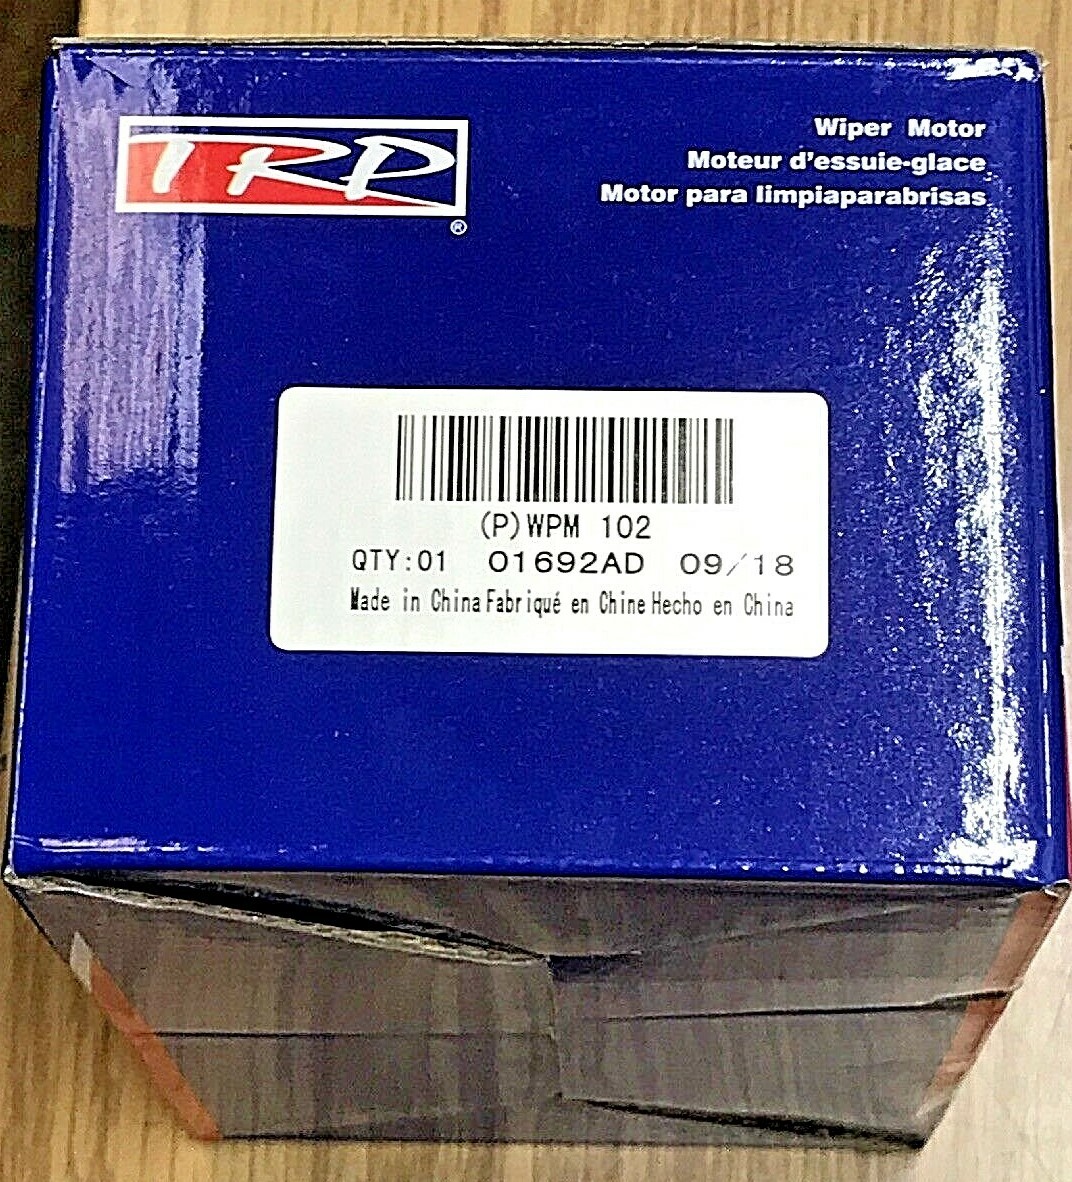 TRP
®
Wiper Motor
Moteur d'essuie-glace
Motor para limpiaparabrisas
(P)WPM 102
QTY:01 01692AD 09/18
Made in China Fabriqué en Chine Hecho en China